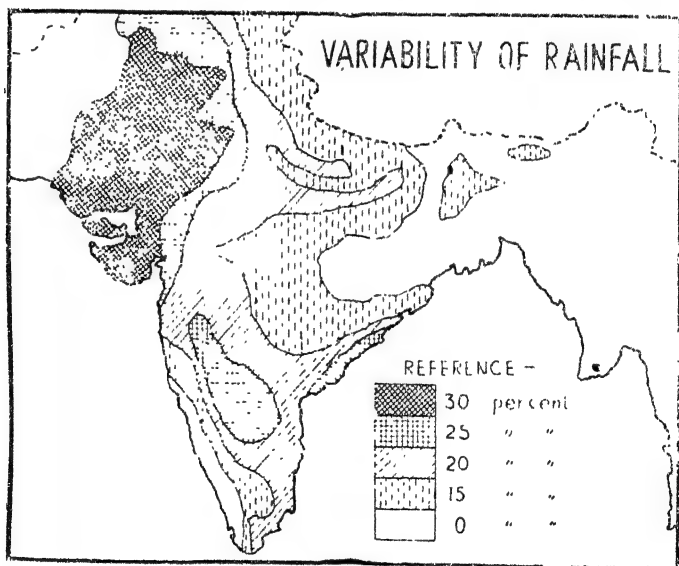 VARIABILITY OF RAINFALL
REFERENCE –
30 percent
25 " "
20 " "
15 " "
0 " "